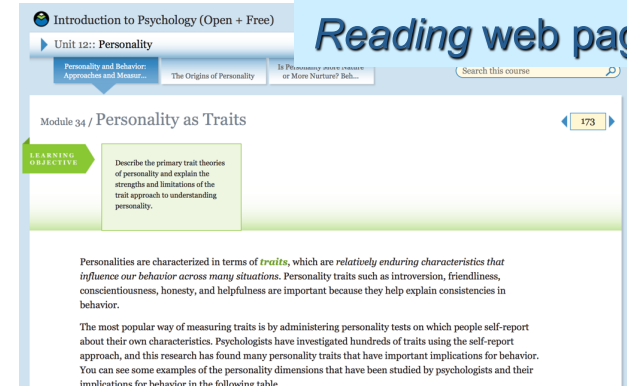 Introduction to Psychology (Open + Free)
Reading web pag
Unit 12:: Personality
Personality and Behavior:
Approaches and Measur...
The Origins of Personality
Is Personality More Nature
or More Nurture? Beh...
Search this course
Module 34 / Personality as Traits
173
LEARNING
OBJECTIVE
Describe the primary trait theories
of personality and explain the
strengths and limitations of the
trait approach to understanding
personality.
Personalities are characterized in terms of traits, which are relatively enduring characteristics that
influence our behavior across many situations. Personality traits such as introversion, friendliness,
conscientiousness, honesty, and helpfulness are important because they help explain consistencies in
behavior.
The most popular way of measuring traits is by administering personality tests on which people self-report
about their own characteristics. Psychologists have investigated hundreds of traits using the self-report
approach, and this research has found many personality traits that have important implications for behavior.
You can see some examples of the personality dimensions that have been studied by psychologists and their
implications for behavior in the following table